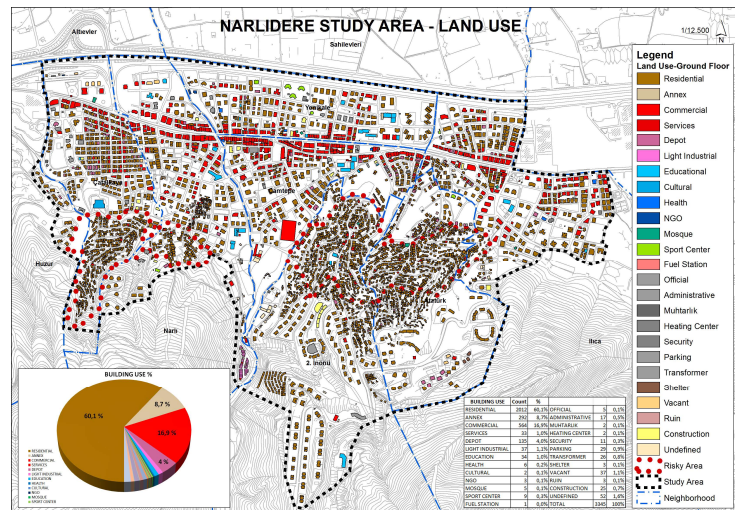 NARLIDERE STUDY AREA - LAND USE
1/12,500
N
Albevler
Sahilevleri
Yenikale
Çatalkaya
Çamtepe
Huzur
Narlı
Atatürk
2. İnönü
Ilıca
Legend
Land Use-Ground Floor
Residential
Annex
Commercial
Services
Depot
Light Industrial
Educational
Cultural
Health
NGO
Mosque
Sport Center
Fuel Station
Official
Administrative
Muhtarlık
Heating Center
Security
Parking
Transformer
Shelter
Vacant
Ruin
Construction
Undefined
Risky Area
Study Area
Neighborhood
BUILDING USE %
60,1 %
8,7 %
16,9 %
4 %
RESIDENTIAL
ANNEX
COMMERCIAL
SERVICES
DEPOT
LIGHT INDUSTRIAL
EDUCATION
HEALTH
CULTURAL
NGO
MOSQUE
SPORT CENTER
BUILDING USE Count %
RESIDENTIAL 2012 60,1% OFFICIAL 5 0,1%
ANNEX 292 8,7% ADMINISTRATIVE 17 0,5%
COMMERCIAL 564 16,9% MUHTARLIK 2 0,1%
SERVICES 33 1,0% HEATING CENTER 2 0,1%
DEPOT 135 4,0% SECURITY 11 0,3%
LIGHT INDUSTRIAL 37 1,1% PARKING 29 0,9%
EDUCATION 34 1,0% TRANSFORMER 26 0,8%
HEALTH 6 0,2% SHELTER 3 0,1%
CULTURAL 2 0,1% VACANT 37 1,1%
NGO 3 0,1% RUIN 3 0,1%
MOSQUE 5 0,1% CONSTRUCTION 25 0,7%
SPORT CENTER 9 0,3% UNDEFINED 52 1,6%
FUEL STATION 1 0,0% TOTAL 3345 100%